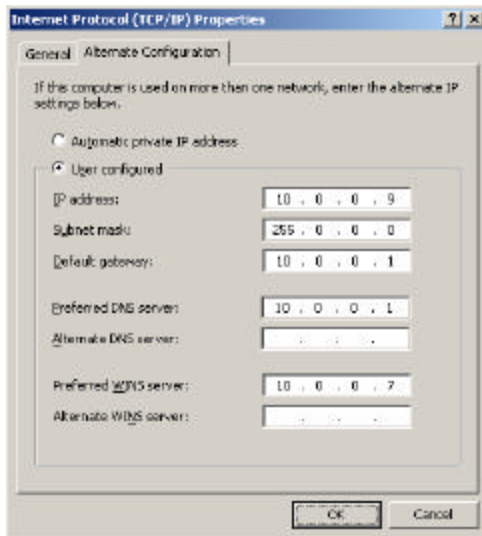 Internet Protocol (TCP/IP) Properties
General Alternate Configuration
If this computer is used on more than one network, enter the alternate IP
settings below.
Automatic private IP address
User configured
IP address: 10 . 0 . 0 . 9
Subnet mask: 255 . 0 . 0 . 0
Default gateway: 10 . 0 . 0 . 1
Preferred DNS server: 10 . 0 . 0 . 1
Alternate DNS server: . . .
Preferred WINS server: 10 . 0 . 0 . 7
Alternate WINS server: . . .
OK Cancel